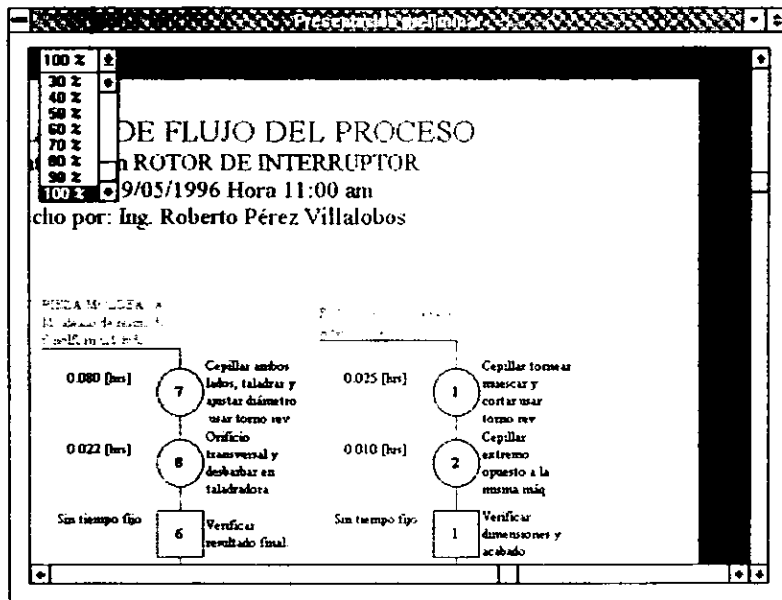 Presentación preliminar
100 %
30 %
40 %
50 %
60 %
70 %
80 %
90 %
100 %
DE FLUJO DEL PROCESO
ROTOR DE INTERRUPTOR
9/05/1996 Hora 11:00 am
cho por: Ing. Roberto Pérez Villalobos
0.080 [hrs]
7
Cepillar ambos
lados, taladrar y
ajustar diámetro
usar torno rev
0.022 [hrs]
8
Orificio
transversal y
desbarbar en
taladradora
Sin tiempo fijo
6
Verificar
resultado final.
0.025 [hrs]
1
Cepillar tornear
muescar y
cortar usar
torno rev
0.010 [hrs]
2
Cepillar
extremo
opuesto a la
misma máq
Sin tiempo fijo
1
Verificar
dimensiones y
acabado